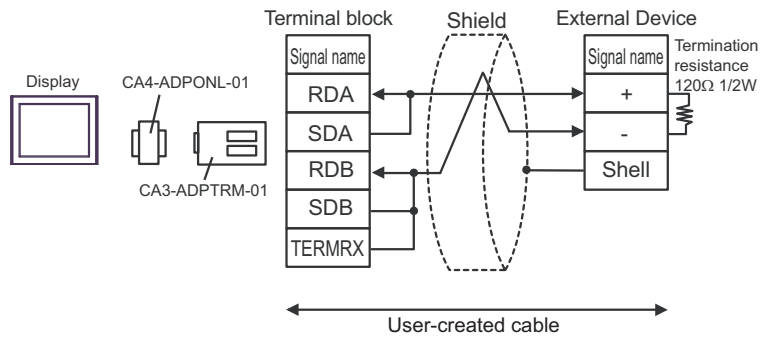 Terminal block
Shield
External Device
Display
CA4-ADPONL-01
CA3-ADPTRM-01
Signal name
RDA
SDA
RDB
SDB
TERMRX
Signal name
+
-
Shell
Termination
resistance
120Ω 1/2W
User-created cable